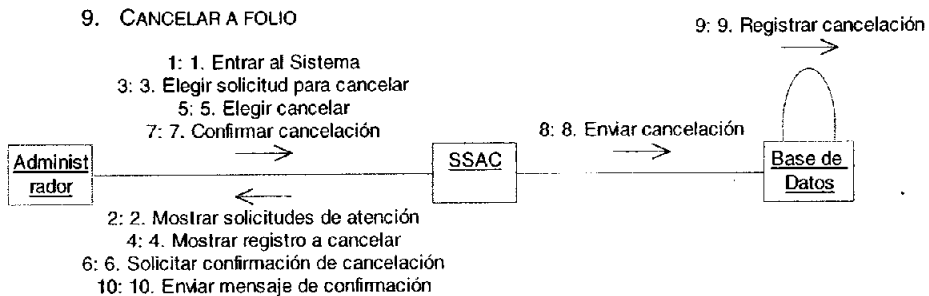 9. CANCELAR A FOLIO
9: 9. Registrar cancelación
1: 1. Entrar al Sistema
3: 3. Elegir solicitud para cancelar
5: 5. Elegir cancelar
7: 7. Confirmar cancelación
8: 8. Enviar cancelación
Administ
rador
SSAC
Base de
Datos
2: 2. Mostrar solicitudes de atención
4: 4. Mostrar registro a cancelar
6: 6. Solicitar confirmación de cancelación
10: 10. Enviar mensaje de confirmación